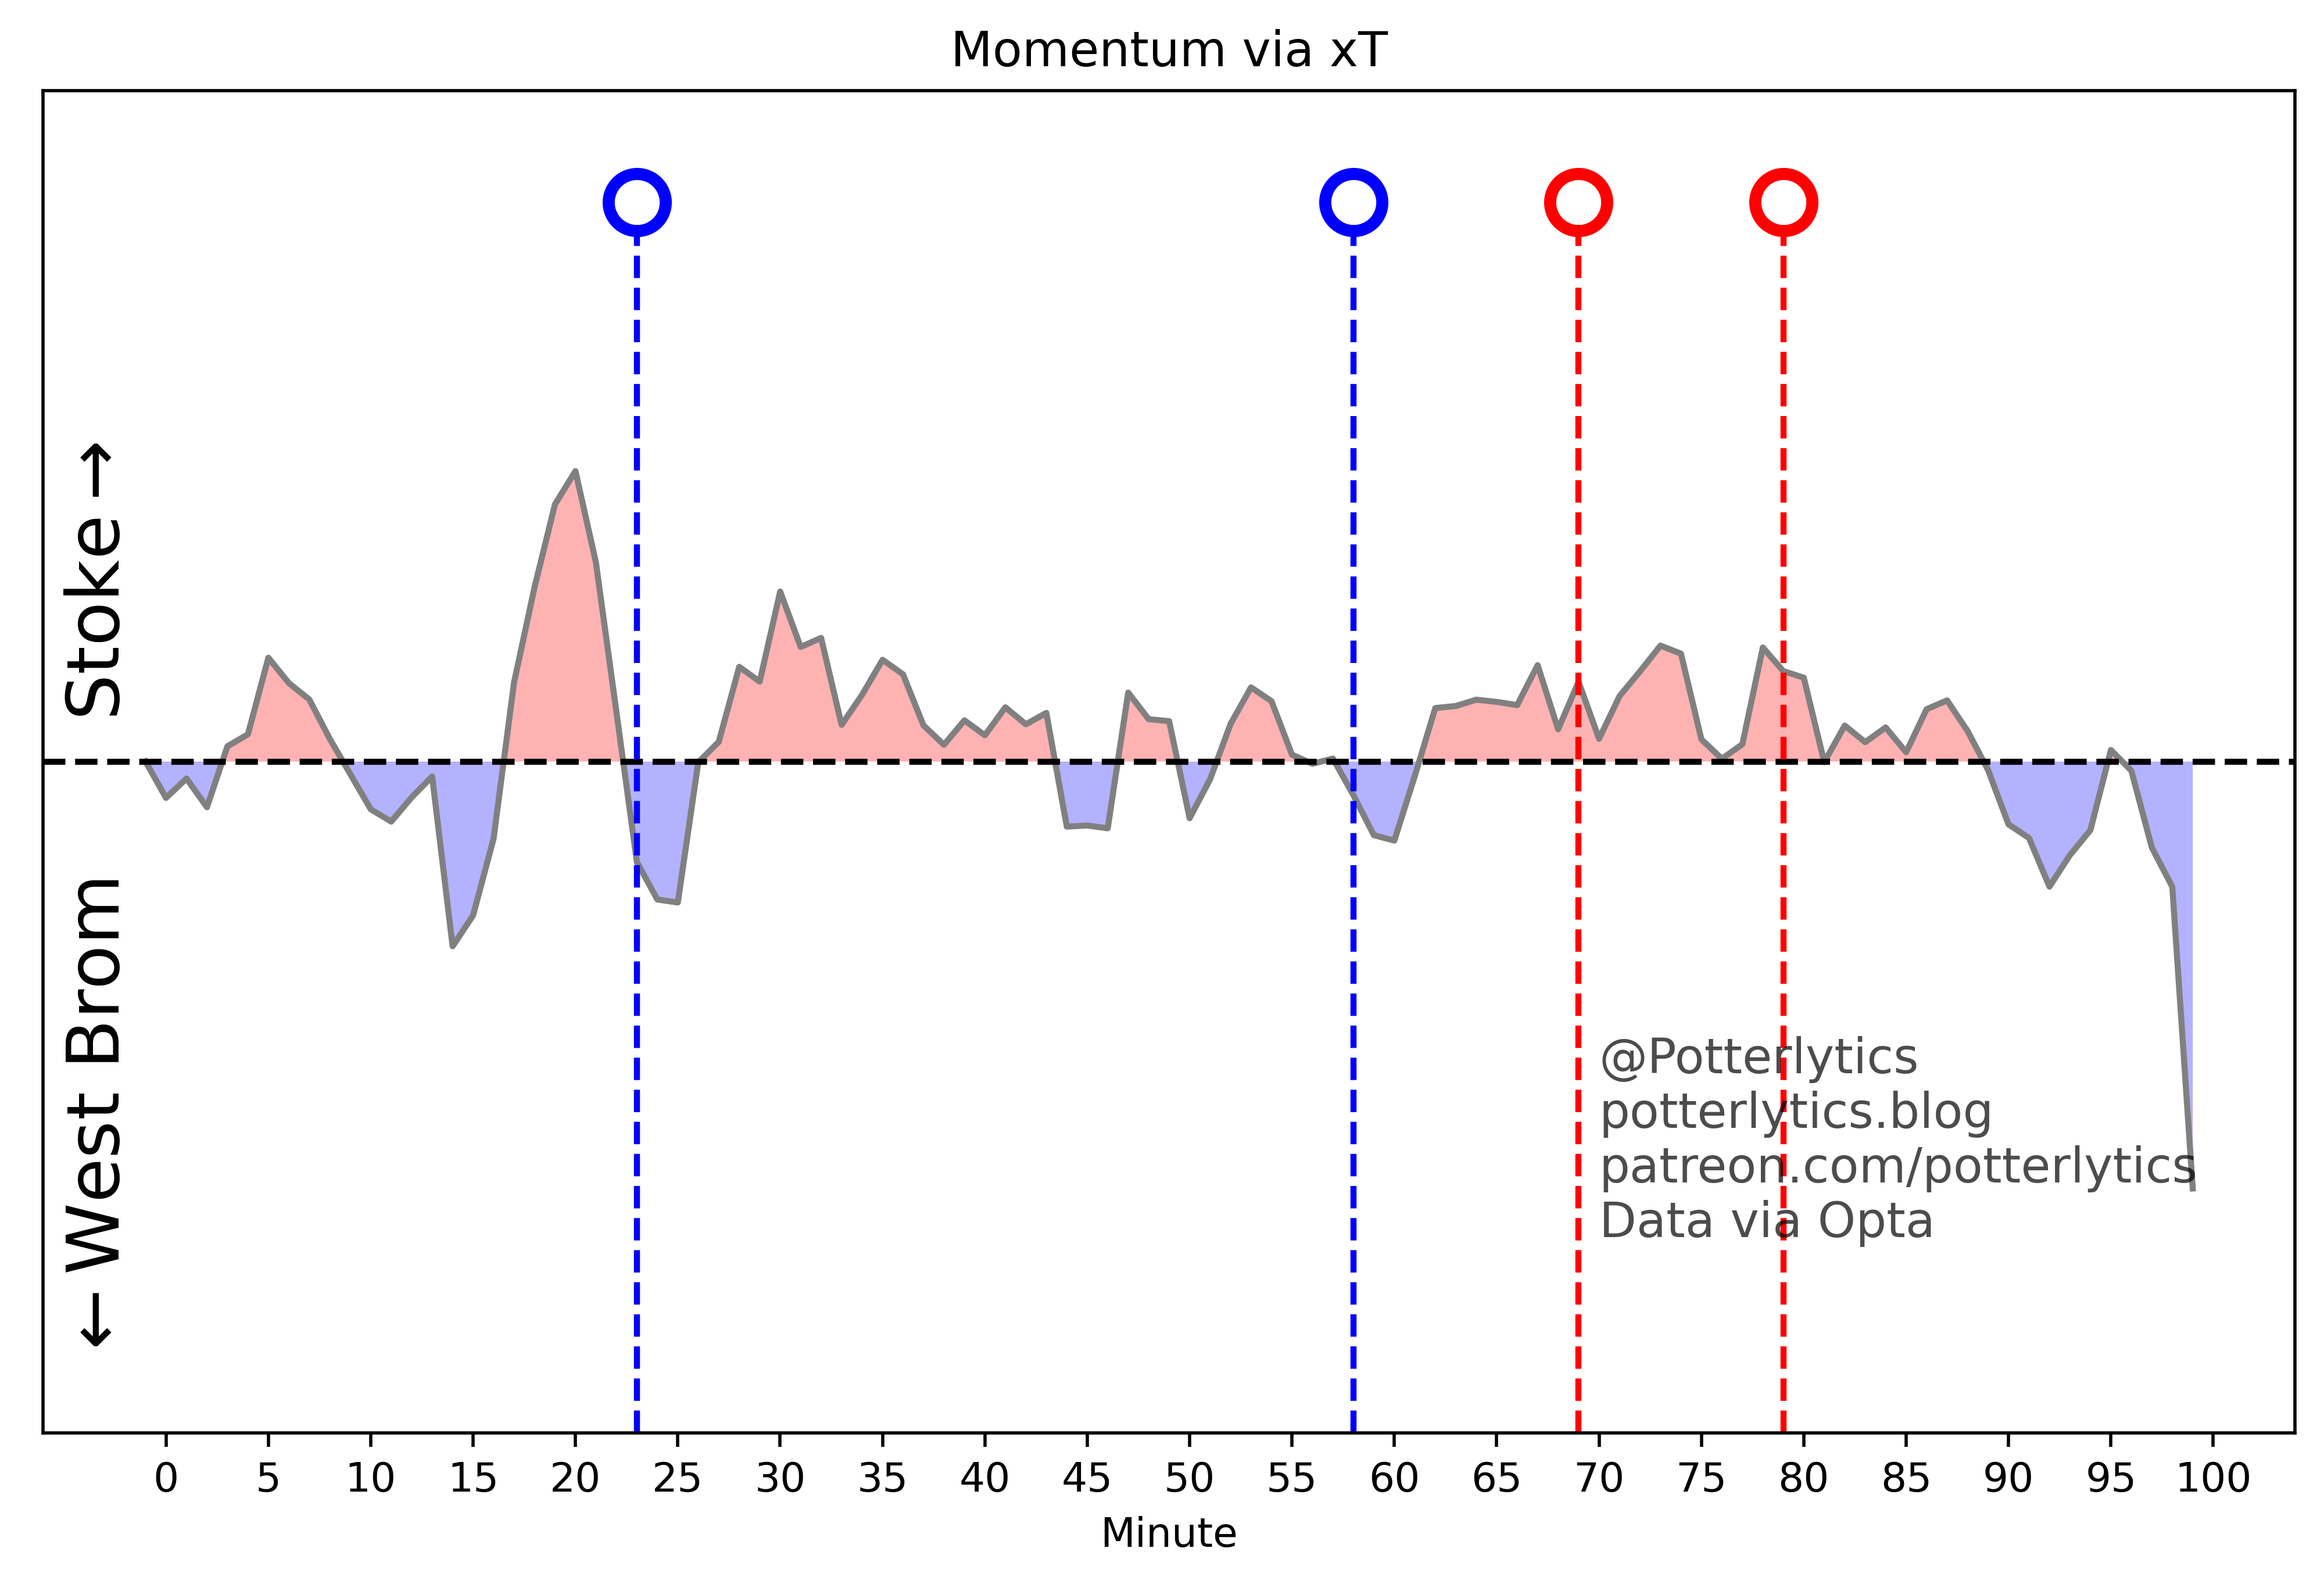 Momentum via xT
Stoke →
← West Brom
@Potterlytics
potterlytics.blog
patreon.com/potterlytics
Data via Opta
0 5 10 15 20 25 30 35 40 45 50 55 60 65 70 75 80 85 90 95 100
Minute